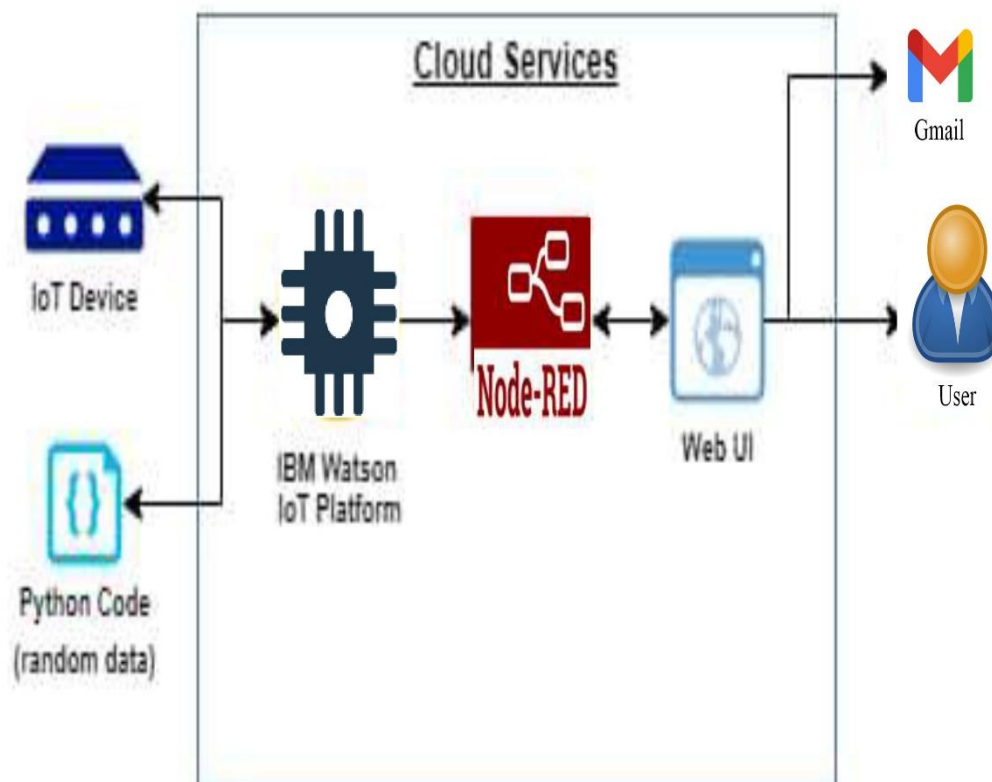 Cloud Services
Gmail
IoT Device
Node-RED
User
Web UI
IBM Watson
IoT Platform
Python Code
(random data)